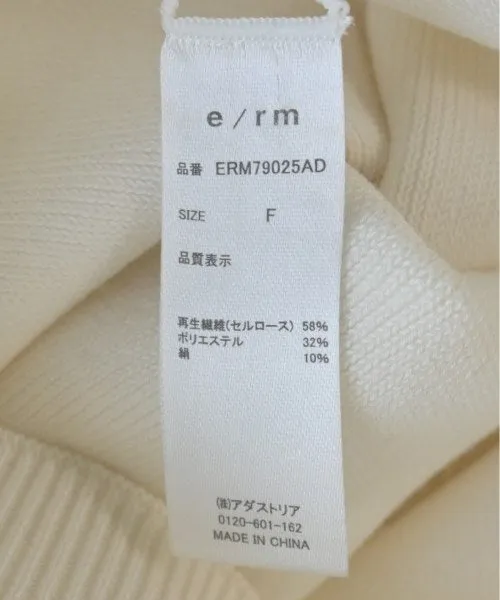 e/rm
品番 ERM79025AD
SIZE F
品質表示
再生繊維(セルロース) 58%
ポリエステル 32%
絹 10%
㈱アダストリア
0120-601-162
MADE IN CHINA